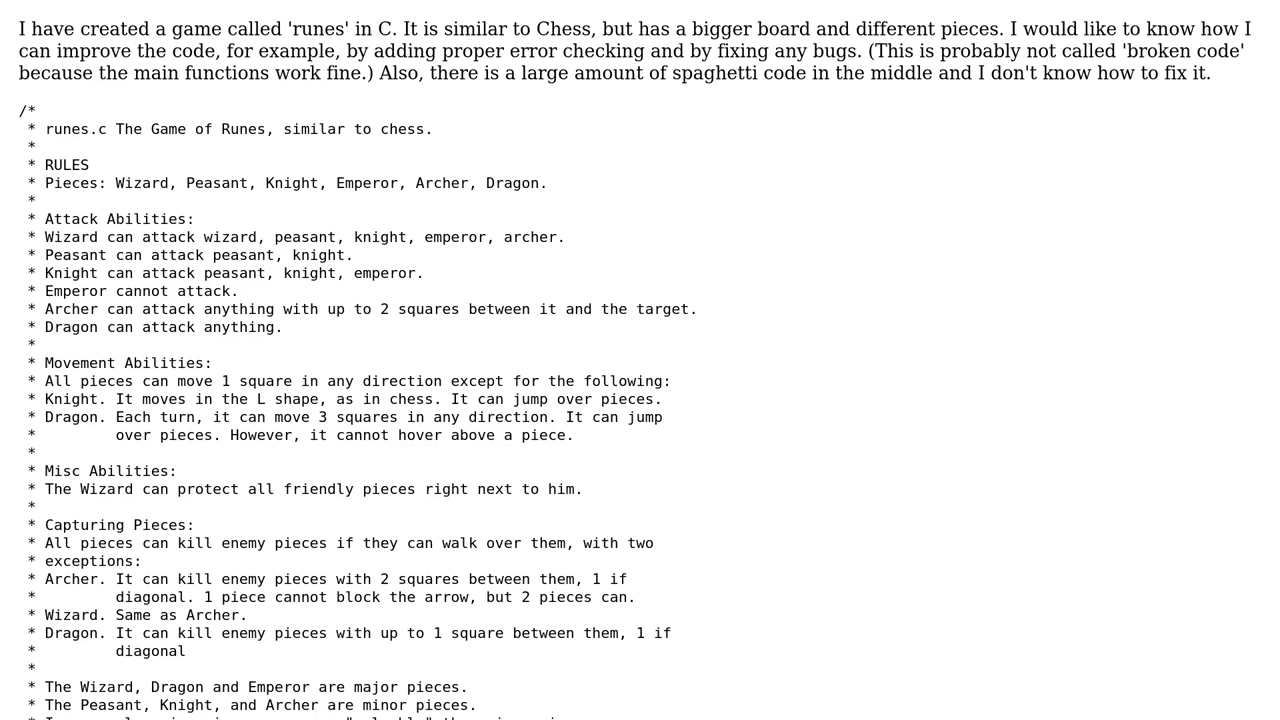 I have created a game called 'runes' in C. It is similar to Chess, but has a bigger board and different pieces. I would like to know how I
can improve the code, for example, by adding proper error checking and by fixing any bugs. (This is probably not called 'broken code'
because the main functions work fine.) Also, there is a large amount of spaghetti code in the middle and I don't know how to fix it.
/*
 * runes.c The Game of Runes, similar to chess.
 *
 * RULES
 * Pieces: Wizard, Peasant, Knight, Emperor, Archer, Dragon.
 *
 * Attack Abilities:
 * Wizard can attack wizard, peasant, knight, emperor, archer.
 * Peasant can attack peasant, knight.
 * Knight can attack peasant, knight, emperor.
 * Emperor cannot attack.
 * Archer can attack anything with up to 2 squares between it and the target.
 * Dragon can attack anything.
 *
 * Movement Abilities:
 * All pieces can move 1 square in any direction except for the following:
 * Knight. It moves in the L shape, as in chess. It can jump over pieces.
 * Dragon. Each turn, it can move 3 squares in any direction. It can jump
 *         over pieces. However, it cannot hover above a piece.
 *
 * Misc Abilities:
 * The Wizard can protect all friendly pieces right next to him.
 *
 * Capturing Pieces:
 * All pieces can kill enemy pieces if they can walk over them, with two
 * exceptions:
 * Archer. It can kill enemy pieces with 2 squares between them, 1 if
 *         diagonal. 1 piece cannot block the arrow, but 2 pieces can.
 * Wizard. Same as Archer.
 * Dragon. It can kill enemy pieces with up to 1 square between them, 1 if
 *         diagonal
 *
 * The Wizard, Dragon and Emperor are major pieces.
 * The Peasant, Knight, and Archer are minor pieces.